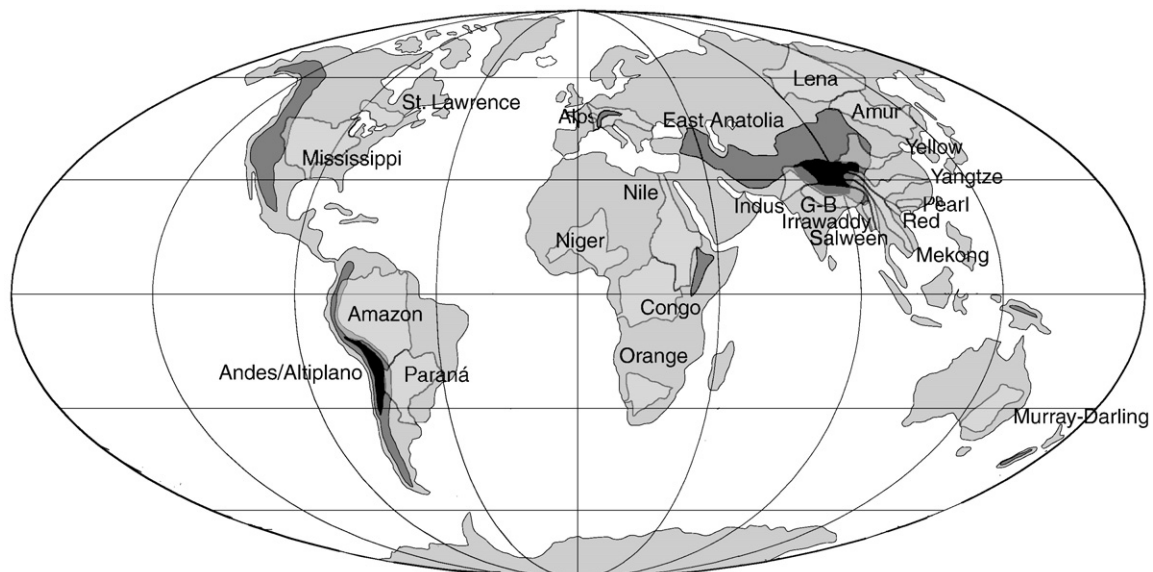 Lena
St. Lawrence
Amur
Alps
East Anatolia
Yellow
Mississippi
Yangtze
Nile
Indus
G-B
Pearl
Irrawaddy
Red
Salween
Niger
Mekong
Congo
Amazon
Orange
Andes/Altiplano
Paraná
Murray-Darling